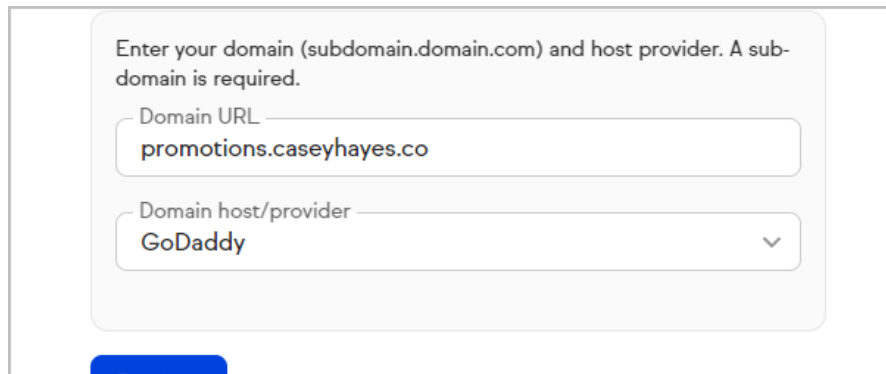 Enter your domain (subdomain.domain.com) and host provider. A sub-
domain is required.
Domain URL
promotions.caseyhayes.co
Domain host/provider
GoDaddy